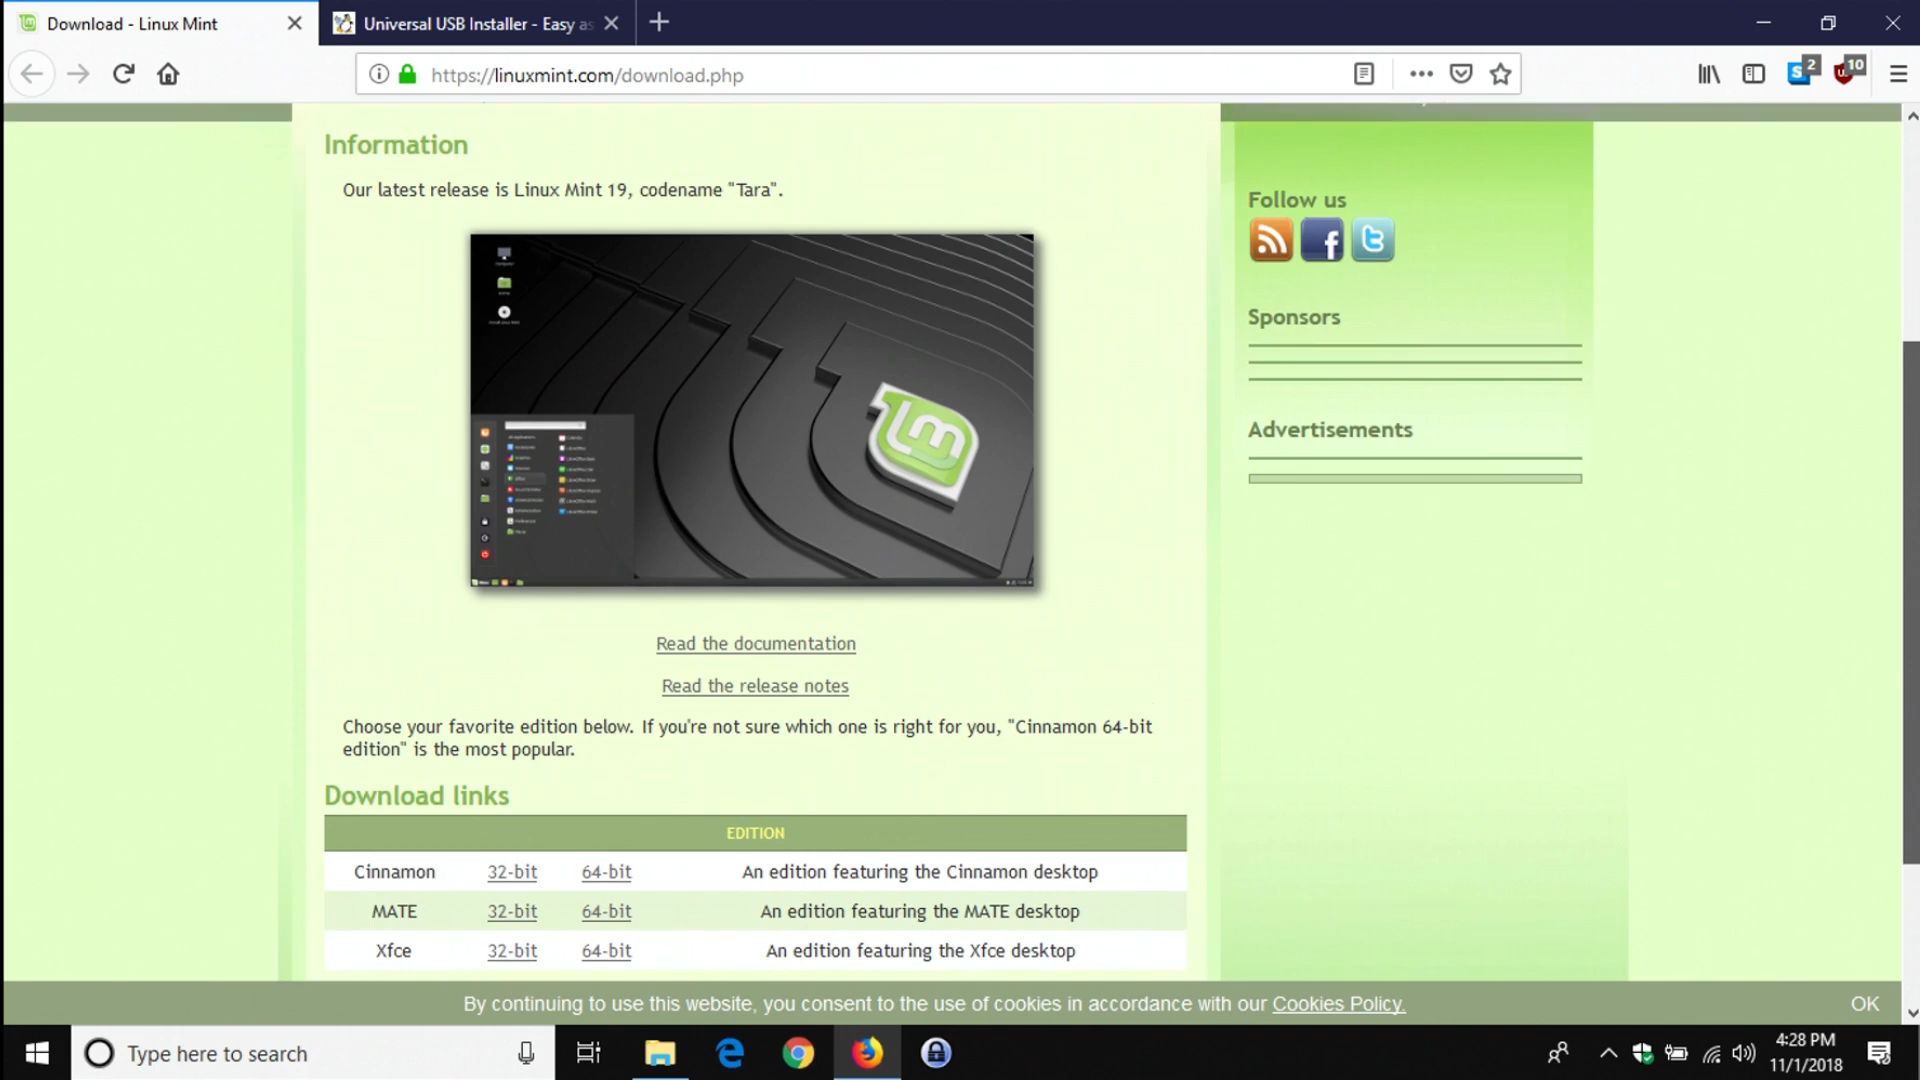 Download - Linux Mint
Universal USB Installer - Easy as
https://linuxmint.com/download.php
2
10
Information
Our latest release is Linux Mint 19, codename "Tara".
Follow us
Sponsors
Advertisements
Read the documentation
Read the release notes
Choose your favorite edition below. If you're not sure which one is right for you, "Cinnamon 64-bit
edition" is the most popular.
Download links
EDITION
Cinnamon 32-bit 64-bit An edition featuring the Cinnamon desktop
MATE 32-bit 64-bit An edition featuring the MATE desktop
Xfce 32-bit 64-bit An edition featuring the Xfce desktop
By continuing to use this website, you consent to the use of cookies in accordance with our Cookies Policy. OK
Type here to search
4:28 PM
11/1/2018